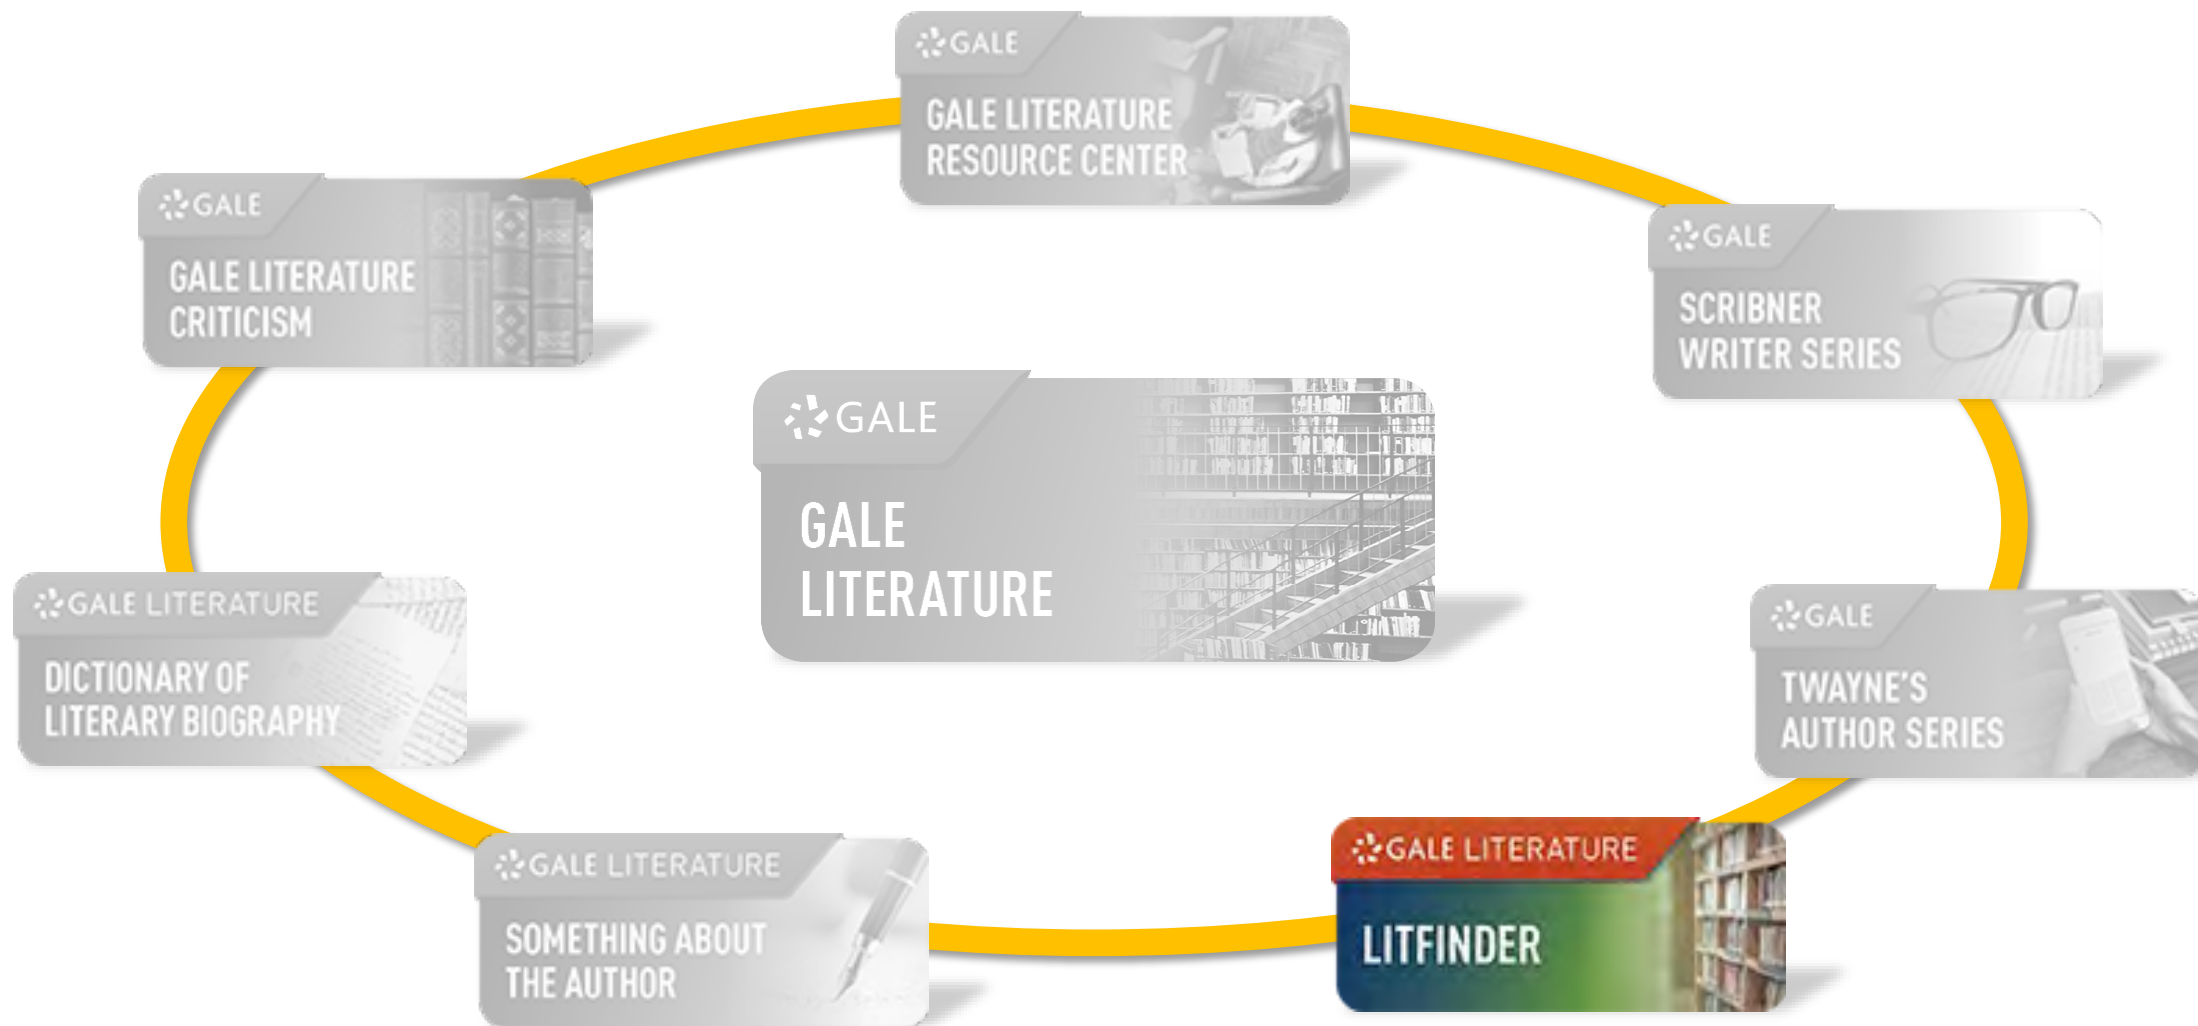 GALE
GALE LITERATURE
RESOURCE CENTER
GALE
GALE LITERATURE
CRITICISM
GALE
SCRIBNER
WRITER SERIES
GALE
GALE
LITERATURE
GALE LITERATURE
DICTIONARY OF
LITERARY BIOGRAPHY
GALE
TWAYNE'S
AUTHOR SERIES
GALE LITERATURE
SOMETHING ABOUT
THE AUTHOR
GALE LITERATURE
LITFINDER